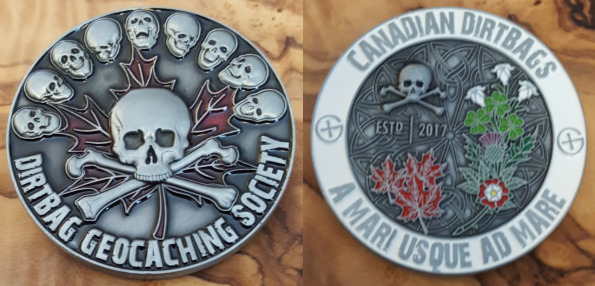 DIRTBAG GEOCACHING SOCIETY
CANADIAN DIRTBAGS
ESTD 2017
A MARI USQUE AD MARE